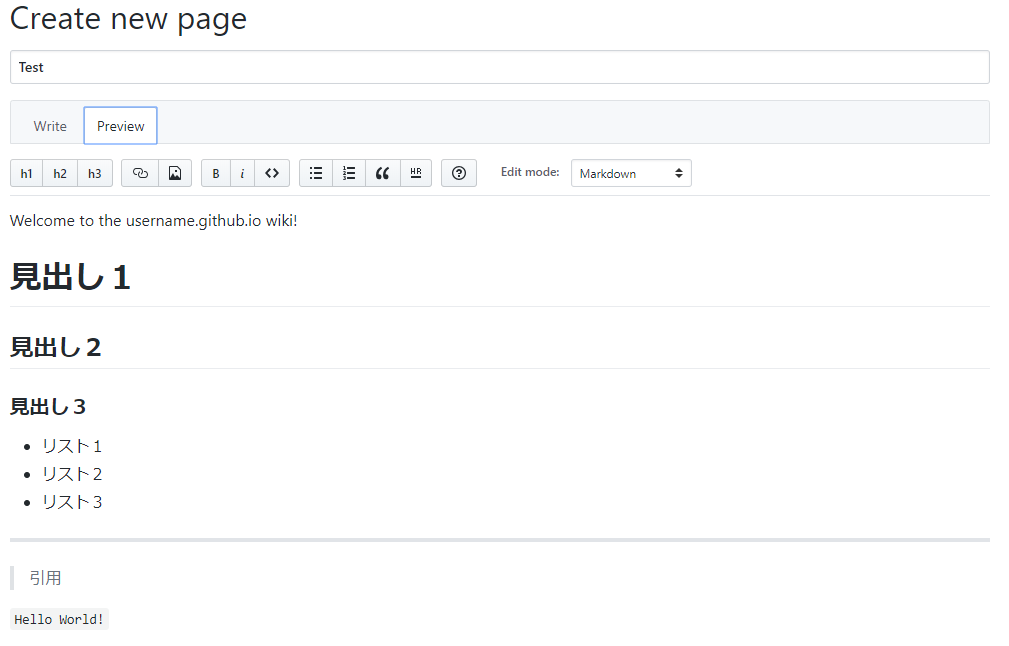 Create new page
Test
Write Preview
h1 h2 h3 B i <> HR Edit mode: Markdown
Welcome to the username.github.io wiki!
見出し１
見出し２
見出し３
リスト１
リスト２
リスト３
引用
Hello World!